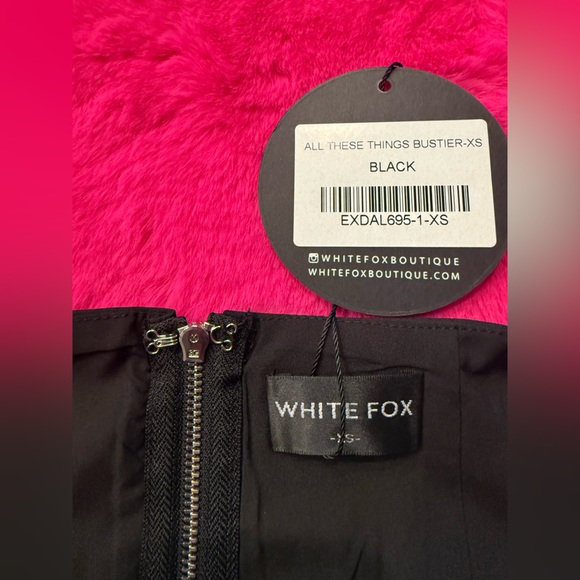 ALL THESE THINGS BUSTIER-XS
BLACK
EXDAL695-1-XS
WHITEFOXBOUTIQUE
WHITEFOXBOUTIQUE.COM
WHITE FOX
-XS-